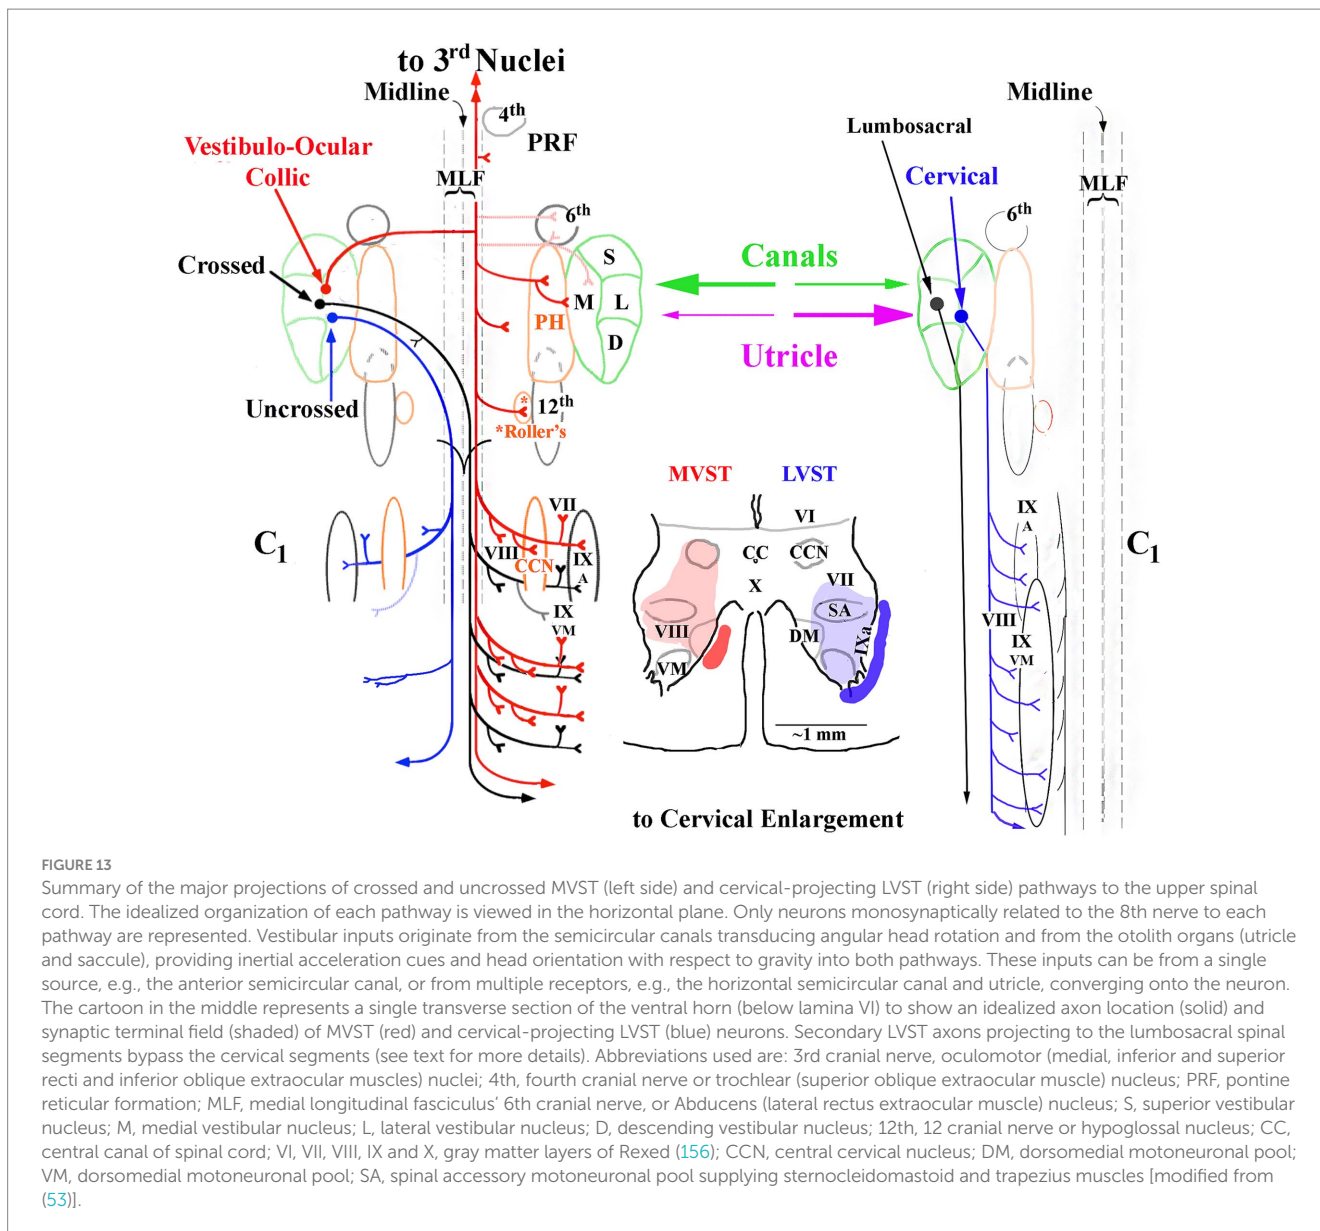 to 3rd Nuclei
Midline
4th
PRF
Vestibulo-Ocular
Collic
MLF
6th
Crossed
S
M
L
PH
D
Uncrossed
12th
*
*Roller's
Canals
Utricle
Lumbosacral
Midline
Cervical
MLF
6th
C1
VII
VIII
CCN
IX
A
IX
VM
MVST
LVST
VI
CC
CCN
X
VII
SA
VIII
DM
IXa
VM
~1 mm
to Cervical Enlargement
IX
A
C1
VIII
IX
VM
FIGURE 13
Summary of the major projections of crossed and uncrossed MVST (left side) and cervical-projecting LVST (right side) pathways to the upper spinal
cord. The idealized organization of each pathway is viewed in the horizontal plane. Only neurons monosynaptically related to the 8th nerve to each
pathway are represented. Vestibular inputs originate from the semicircular canals transducing angular head rotation and from the otolith organs (utricle
and saccule), providing inertial acceleration cues and head orientation with respect to gravity into both pathways. These inputs can be from a single
source, e.g., the anterior semicircular canal, or from multiple receptors, e.g., the horizontal semicircular canal and utricle, converging onto the neuron.
The cartoon in the middle represents a single transverse section of the ventral horn (below lamina VI) to show an idealized axon location (solid) and
synaptic terminal field (shaded) of MVST (red) and cervical-projecting LVST (blue) neurons. Secondary LVST axons projecting to the lumbosacral spinal
segments bypass the cervical segments (see text for more details). Abbreviations used are: 3rd cranial nerve, oculomotor (medial, inferior and superior
recti and inferior oblique extraocular muscles) nuclei; 4th, fourth cranial nerve or trochlear (superior oblique extraocular muscle) nucleus; PRF, pontine
reticular formation; MLF, medial longitudinal fasciculus' 6th cranial nerve, or Abducens (lateral rectus extraocular muscle) nucleus; S, superior vestibular
nucleus; M, medial vestibular nucleus; L, lateral vestibular nucleus; D, descending vestibular nucleus; 12th, 12 cranial nerve or hypoglossal nucleus; CC,
central canal of spinal cord; VI, VII, VIII, IX and X, gray matter layers of Rexed (156); CCN, central cervical nucleus; DM, dorsomedial motoneuronal pool;
VM, dorsomedial motoneuronal pool; SA, spinal accessory motoneuronal pool supplying sternocleidomastoid and trapezius muscles [modified from
(53)].